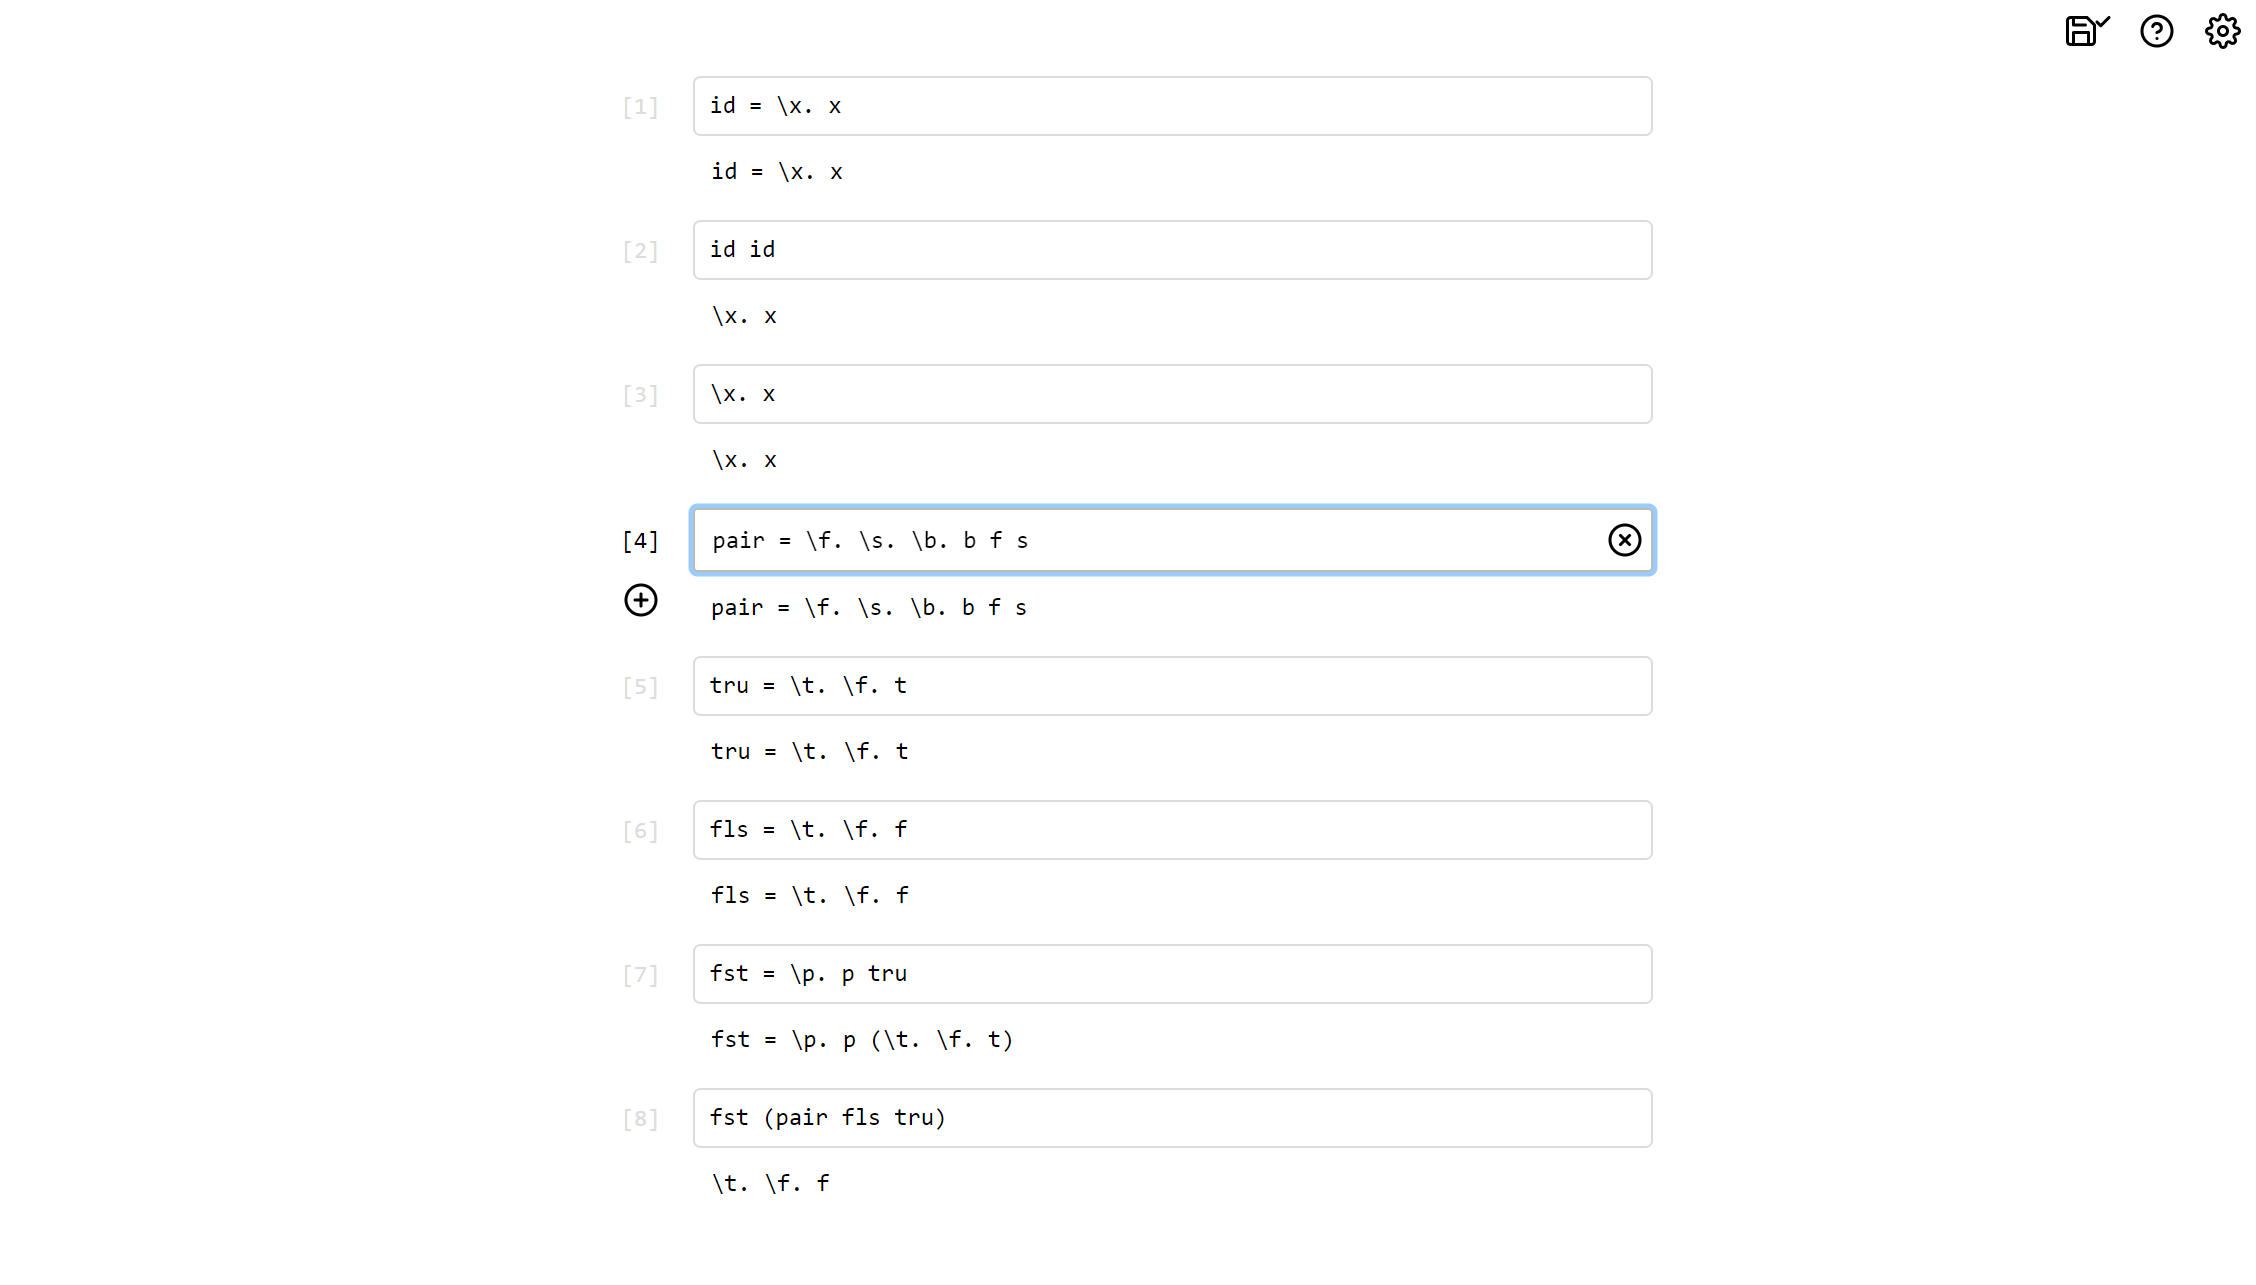 [1] id = \x. x
id = \x. x
[2] id id
\x. x
[3] \x. x
\x. x
[4] pair = \f. \s. \b. b f s
pair = \f. \s. \b. b f s
[5] tru = \t. \f. t
tru = \t. \f. t
[6] fls = \t. \f. f
fls = \t. \f. f
[7] fst = \p. p tru
fst = \p. p (\t. \f. t)
[8] fst (pair fls tru)
\t. \f. f